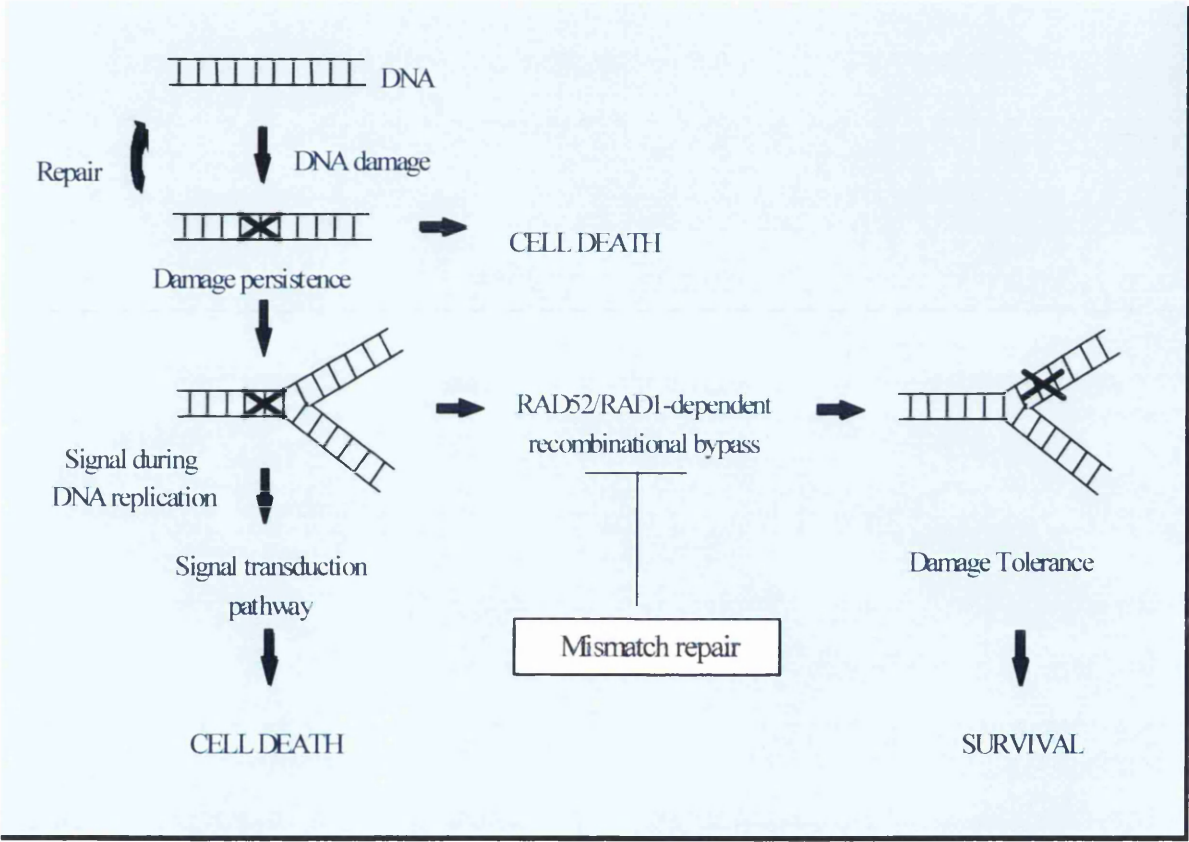 DNA
Repair
DNA damage
CELL DEATH
Damage persistence
RAD52/RAD1-dependent
recombinational bypass
Signal during
DNA replication
Signal transduction
pathway
Damage Tolerance
Mismatch repair
CELL DEATH
SURVIVAL